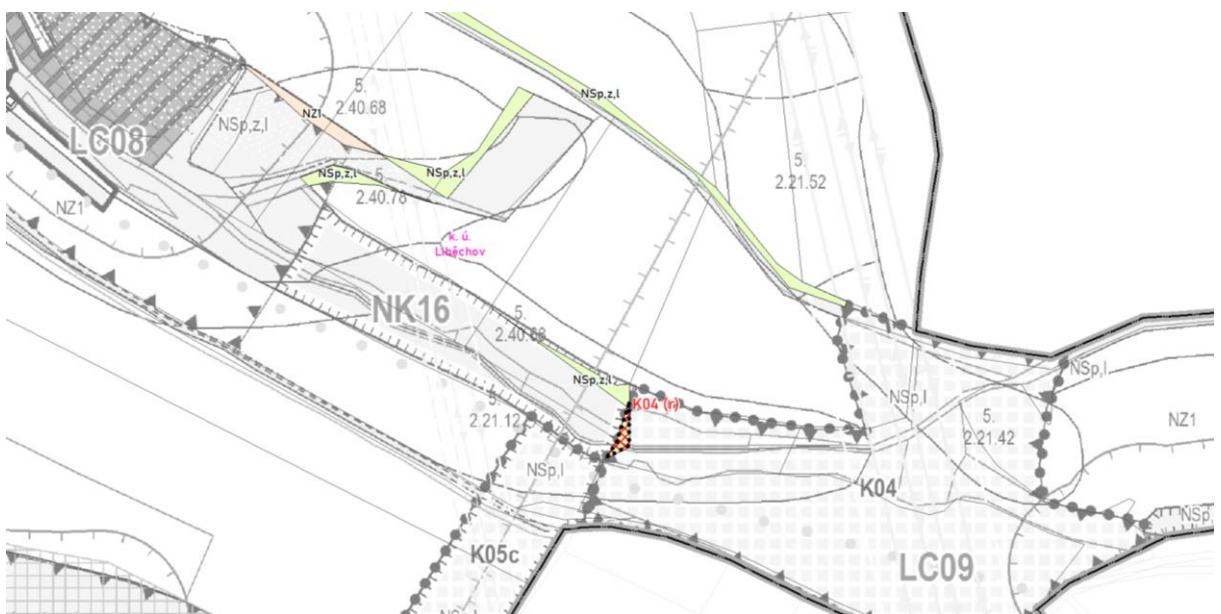 NSp,z,l
5.
2.40.68
NZ1
NSp,z,l
LC08
5.
2.21.52
NSp,z,l
NSp,z,l
5.
2.40.78
NZ1
k. ú.
Liběchov
NK16
5.
2.40.68
NSp,l
NSp,z,l
NSp,l
K04 (r)
5.
2.21.12
5.
2.21.42
NZ1
NSp,l
K04
NSp,
K05c
LC09